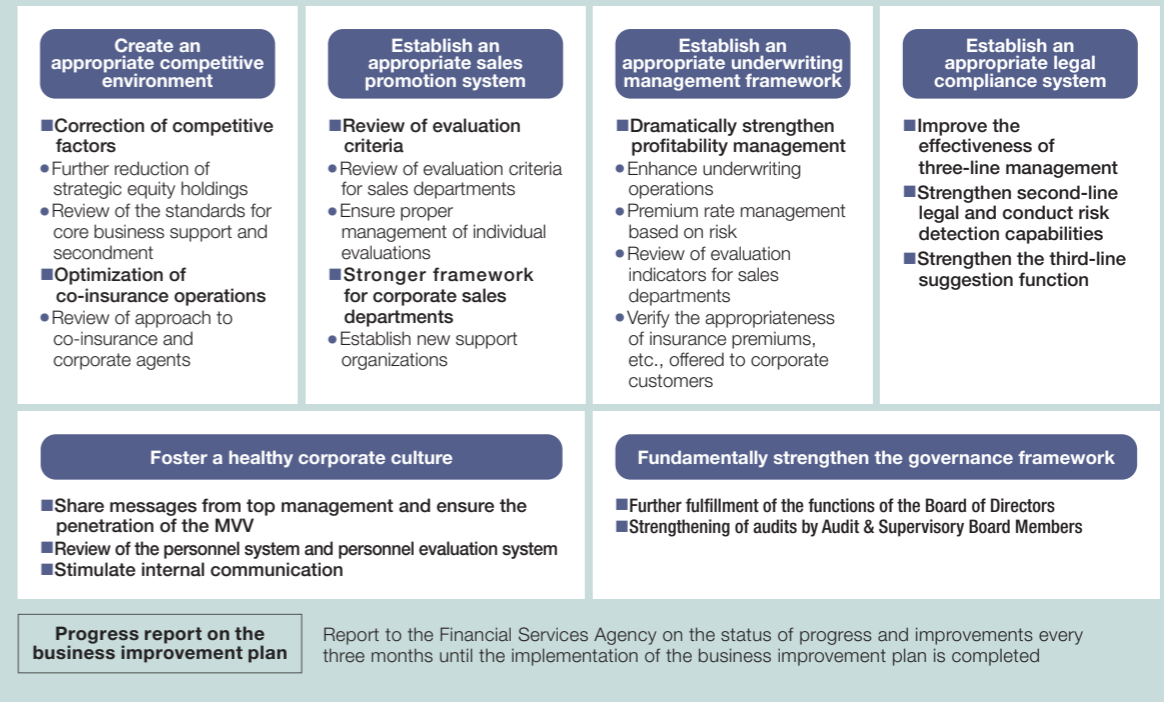 Create an
appropriate competitive
environment
■Correction of competitive
factors
●Further reduction of
strategic equity holdings
●Review of the standards for
core business support and
secondment
■Optimization of
co-insurance operations
●Review of approach to
co-insurance and
corporate agents
Establish an
appropriate sales
promotion system
■Review of evaluation
criteria
●Review of evaluation criteria
for sales departments
●Ensure proper
management of individual
evaluations
■Stronger framework
for corporate sales
departments
●Establish new support
organizations
Establish an
appropriate underwriting
management framework
■Dramatically strengthen
profitability management
●Enhance underwriting
operations
●Premium rate management
based on risk
●Review of evaluation
indicators for sales
departments
●Verify the appropriateness
of insurance premiums,
etc., offered to corporate
customers
Establish an
appropriate legal
compliance system
■Improve the
effectiveness of
three-line management
■Strengthen second-line
legal and conduct risk
detection capabilities
■Strengthen the third-line
suggestion function
Foster a healthy corporate culture
■Share messages from top management and ensure the
penetration of the MVV
■Review of the personnel system and personnel evaluation system
■Stimulate internal communication
Fundamentally strengthen the governance framework
■Further fulfillment of the functions of the Board of Directors
■Strengthening of audits by Audit & Supervisory Board Members
Progress report on the
business improvement plan
Report to the Financial Services Agency on the status of progress and improvements every
three months until the implementation of the business improvement plan is completed